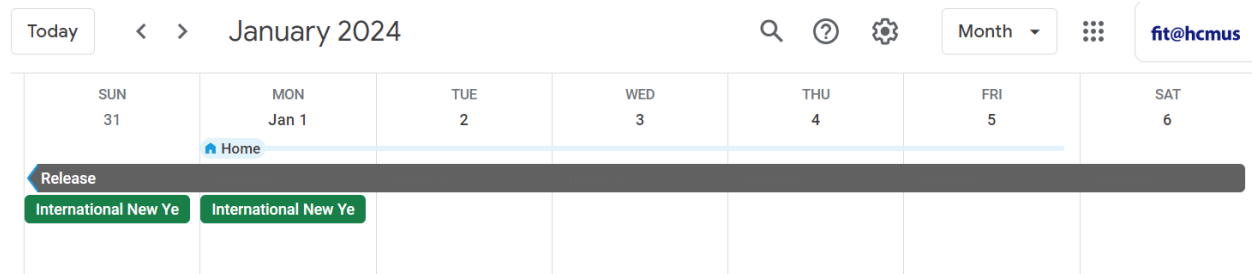 Today
January 2024
Month
fit@hcmus
SUN MON TUE WED THU FRI SAT
31 Jan 1 2 3 4 5 6
Home
Release
International New Ye International New Ye